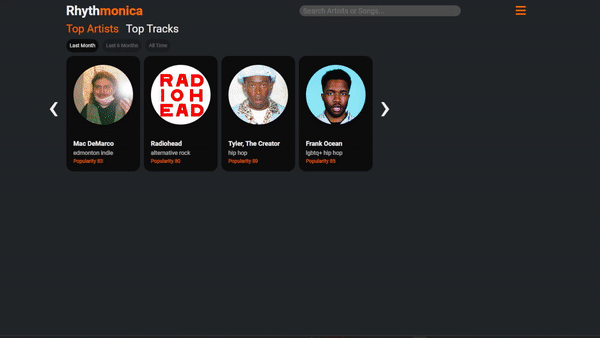 Rhythmonica
Search Artists or Songs...
Top Artists Top Tracks
Last Month Last 6 Months All Time
RAD
IOH
EAD
Mac DeMarco
edmonton indie
Popularity 83
Radiohead
alternative rock
Popularity 82
Tyler, The Creator
hip hop
Popularity 89
Frank Ocean
lgbtq+ hip hop
Popularity 85